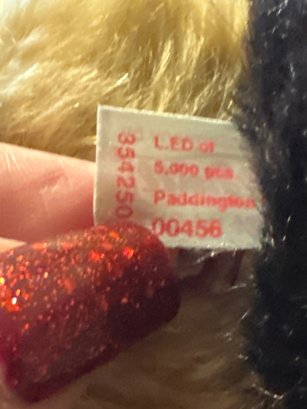 L.ED of
5,000 pcs
Paddington
00456
354250